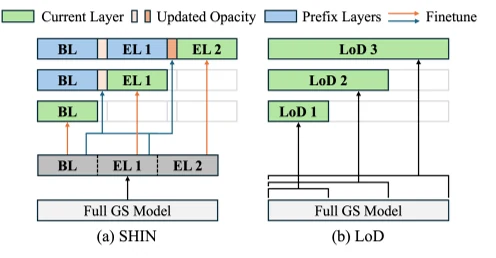 Current Layer Updated Opacity Prefix Layers Finetune
BL EL 1 EL 2 LoD 3
BL EL 1 LoD 2
BL LoD 1
BL EL 1 EL 2
Full GS Model Full GS Model
(a) SHIN (b) LoD